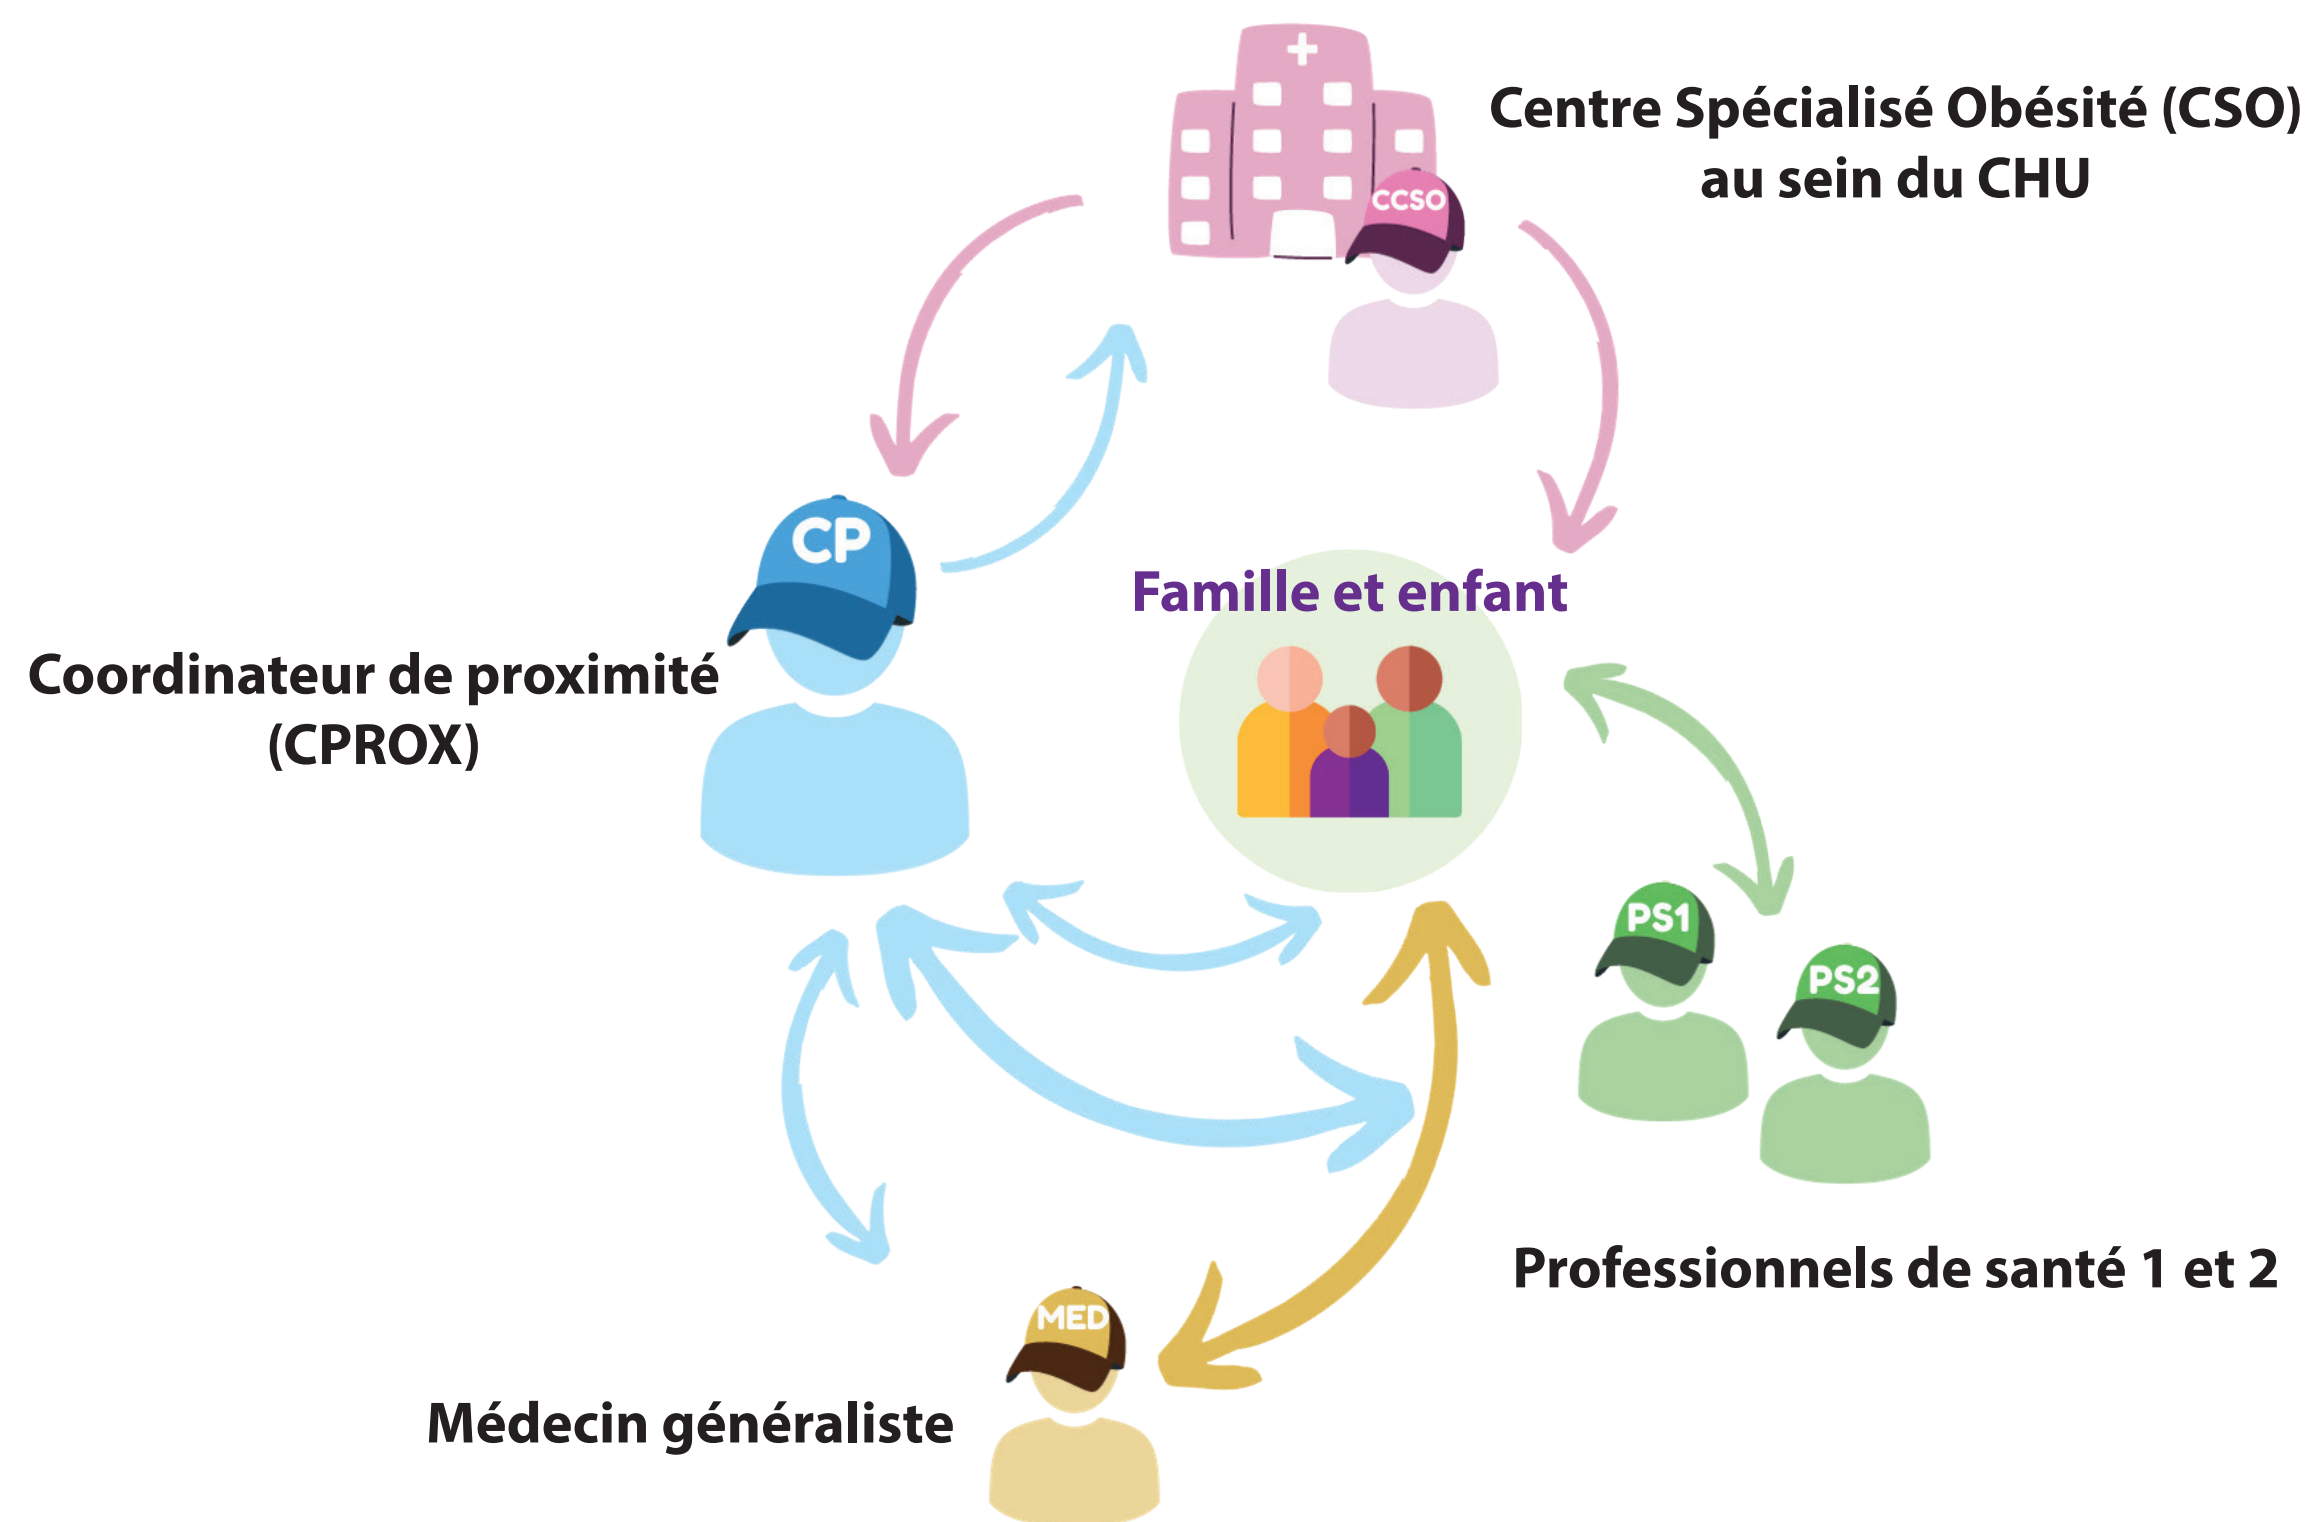 Centre Spécialisé Obésité (CSO)
au sein du CHU
CCSO
CP
Famille et enfant
Coordinateur de proximité
(CPROX)
PS1
PS2
Professionnels de santé 1 et 2
MED
Médecin généraliste